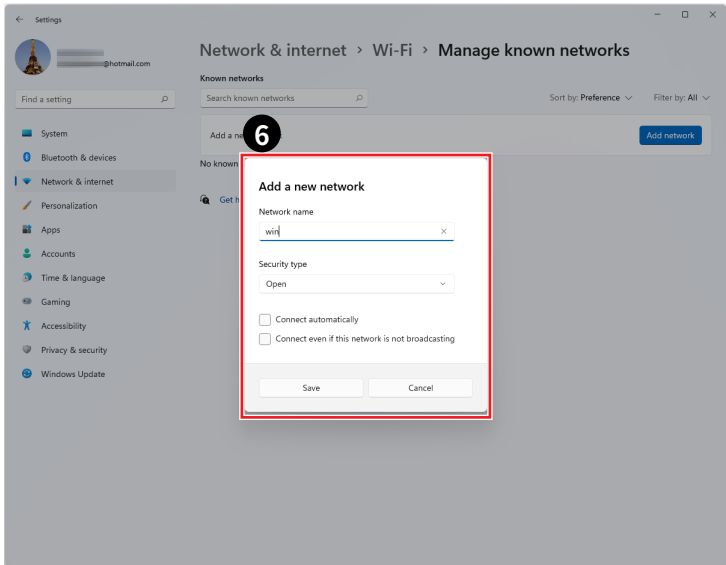 Settings
@hotmail.com
Find a setting
System
Bluetooth & devices
Network & internet
Personalization
Apps
Accounts
Time & language
Gaming
Accessibility
Privacy & security
Windows Update
Network & internet > Wi-Fi > Manage known networks
Known networks
Search known networks
Sort by: Preference
Filter by: All
Add a ne
Add network
6
No known
Get h
Add a new network
Network name
win
Security type
Open
Connect automatically
Connect even if this network is not broadcasting
Save
Cancel